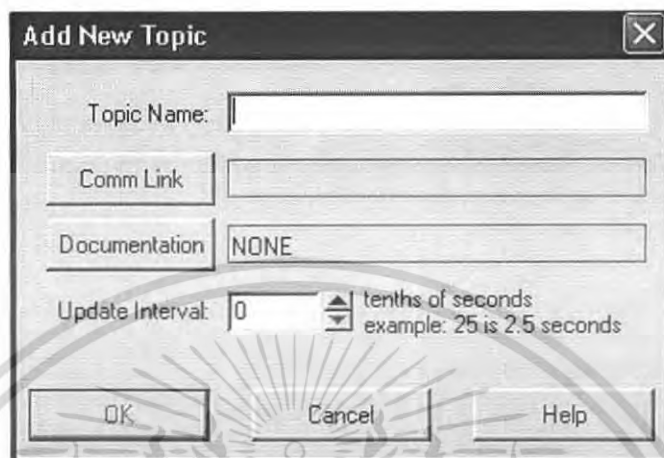 Add New Topic
Topic Name:
Comm Link
Documentation NONE
Update Interval: 0 tenths of seconds
example: 25 is 2.5 seconds
OK Cancel Help